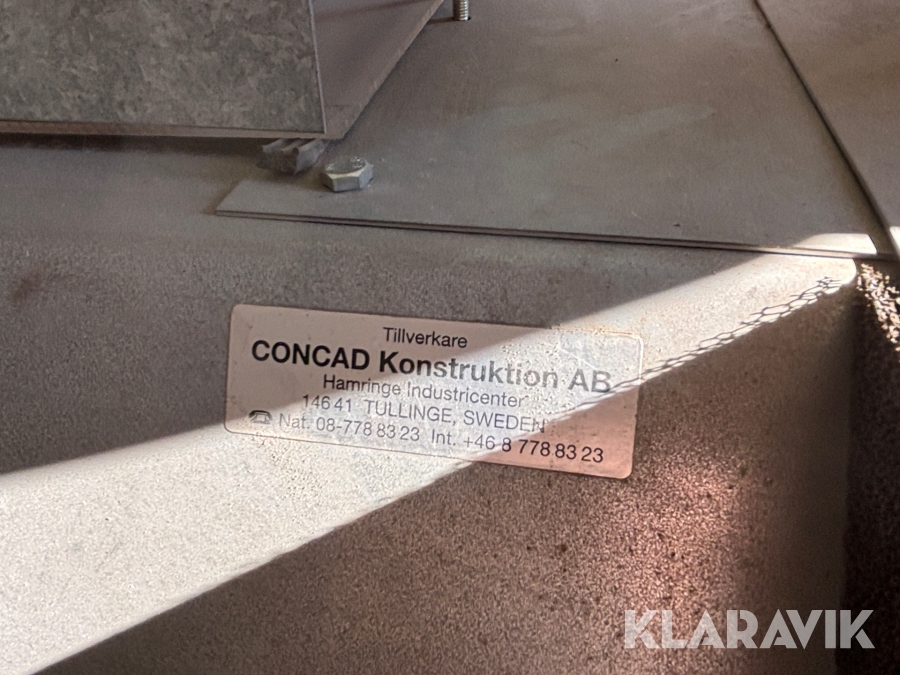 Tillverkare
CONCAD Konstruktion AB
Hamringe Industricenter
146 41 TULLINGE, SWEDEN
☎ Nat. 08-778 83 23 Int. +46 8 778 83 23
KLARAVIK